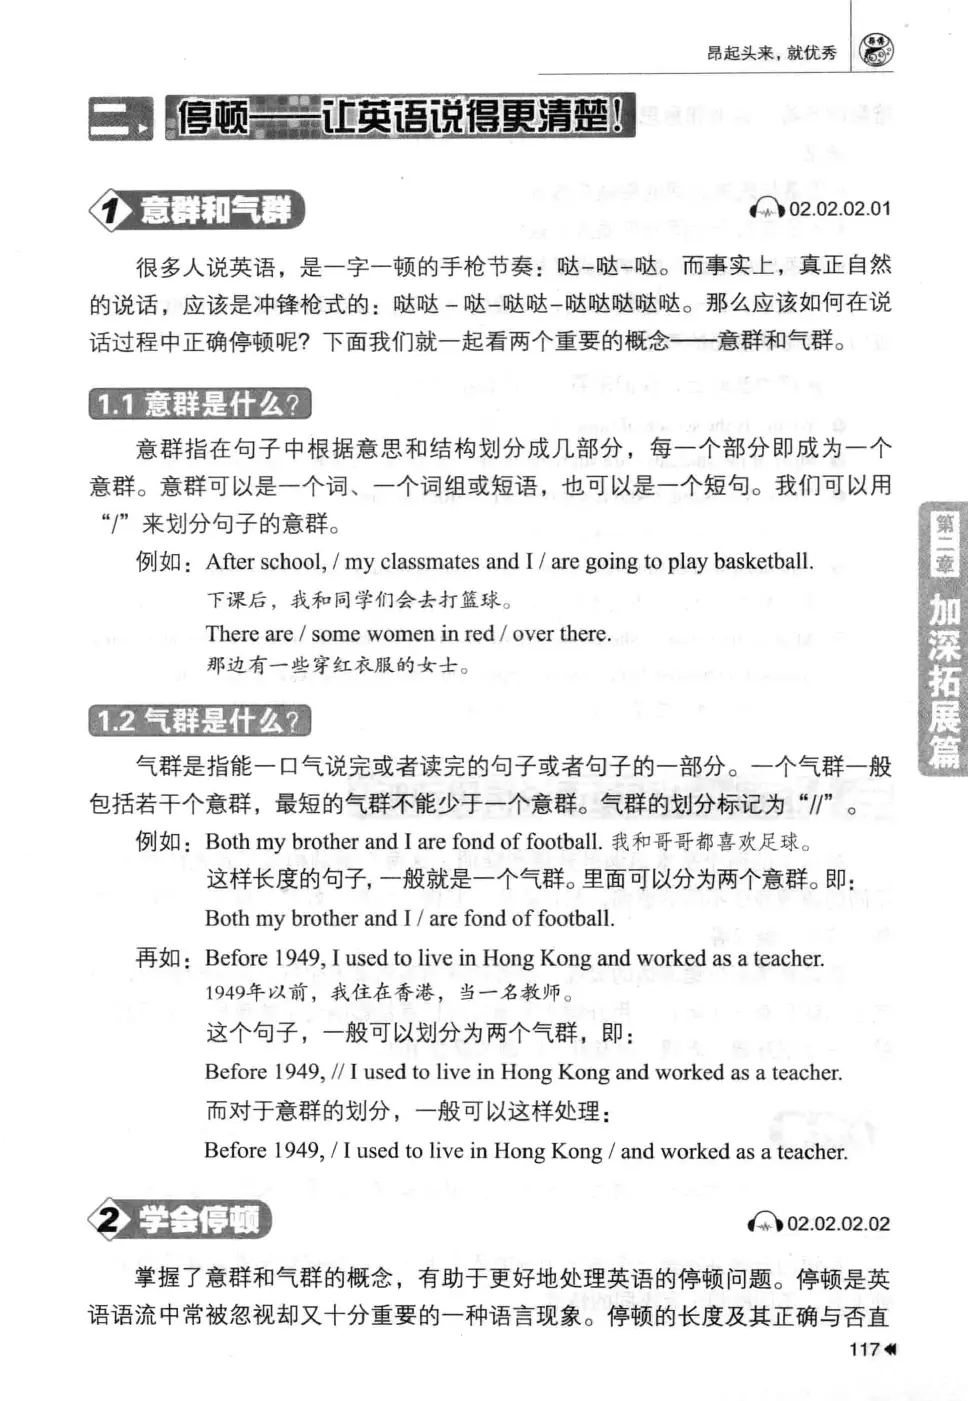 昂起头来，就优秀
二、停顿——让英语说得更清楚！
1 意群和气群
02.02.02.01
很多人说英语，是一字一顿的手枪节奏：哒-哒-哒。而事实上，真正自然
的说话，应该是冲锋枪式的：哒哒-哒-哒哒-哒哒哒哒哒。那么应该如何在说
话过程中正确停顿呢？下面我们就一起看两个重要的概念——意群和气群。
1.1 意群是什么？
意群指在句子中根据意思和结构划分成几部分，每一个部分即成为一个
意群。意群可以是一个词、一个词组或短语，也可以是一个短句。我们可以用
“/”来划分句子的意群。
例如：After school, / my classmates and I / are going to play basketball.
下课后，我和同学们会去打篮球。
There are / some women in red / over there.
那边有一些穿红衣服的女士。
1.2 气群是什么？
气群是指能一口气说完或者读完的句子或者句子的一部分。一个气群一般
包括若干个意群，最短的气群不能少于一个意群。气群的划分标记为“//”。
例如：Both my brother and I are fond of football. 我和哥哥都喜欢足球。
这样长度的句子，一般就是一个气群。里面可以分为两个意群。即：
Both my brother and I / are fond of football.
再如：Before 1949, I used to live in Hong Kong and worked as a teacher.
1949年以前，我住在香港，当一名教师。
这个句子，一般可以划分为两个气群，即：
Before 1949, // I used to live in Hong Kong and worked as a teacher.
而对于意群的划分，一般可以这样处理：
Before 1949, / I used to live in Hong Kong / and worked as a teacher.
2 学会停顿
02.02.02.02
掌握了意群和气群的概念，有助于更好地处理英语的停顿问题。停顿是英
语语流中常被忽视却又十分重要的一种语言现象。停顿的长度及其正确与否直
第二章 加深拓展篇
117